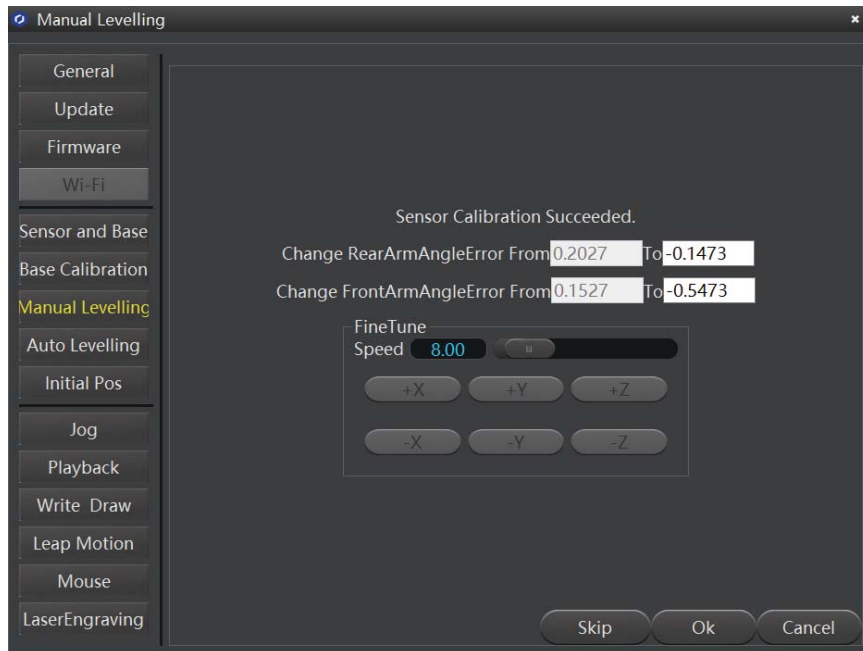 Manual Levelling
General
Update
Firmware
Wi-Fi
Sensor and Base
Base Calibration
Manual Levelling
Auto Levelling
Initial Pos
Jog
Playback
Write Draw
Leap Motion
Mouse
LaserEngraving
Sensor Calibration Succeeded.
Change RearArmAngleError From 0.2027 To -0.1473
Change FrontArmAngleError From 0.1527 To -0.5473
FineTune
Speed 8.00
+X +Y +Z
-X -Y -Z
Skip Ok Cancel